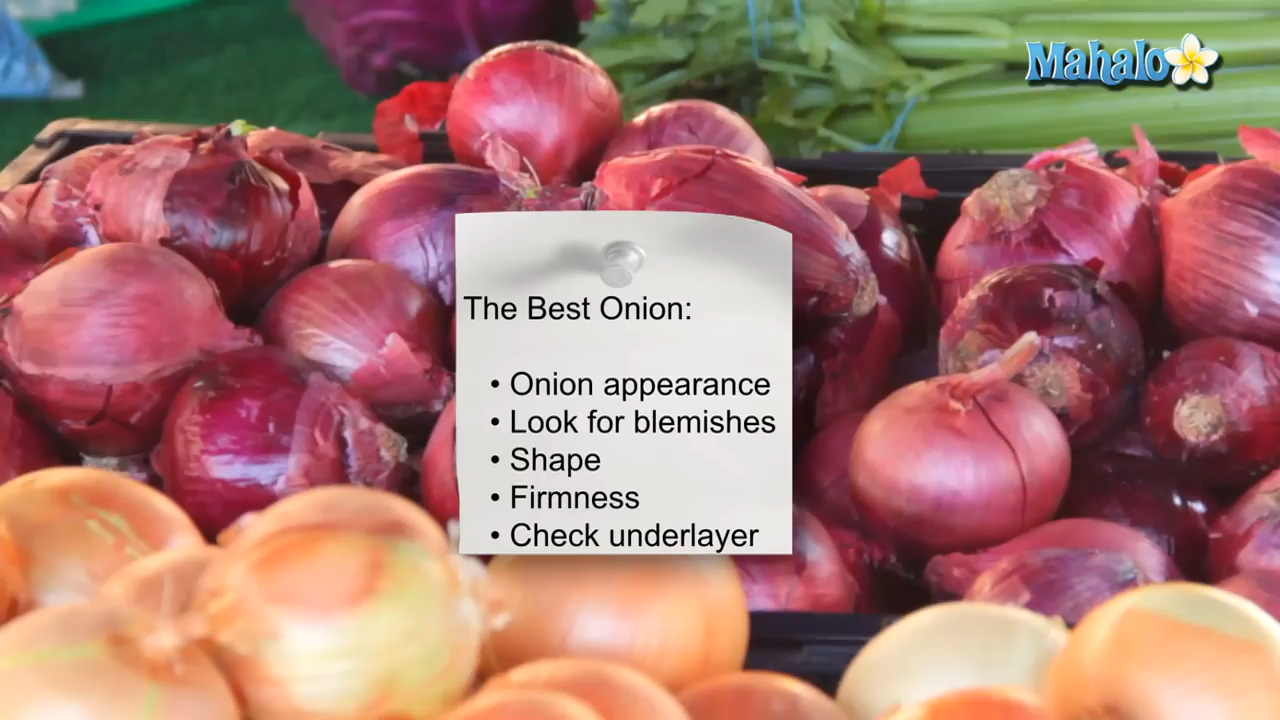 Mahalo
The Best Onion:
• Onion appearance
• Look for blemishes
• Shape
• Firmness
• Check underlayer